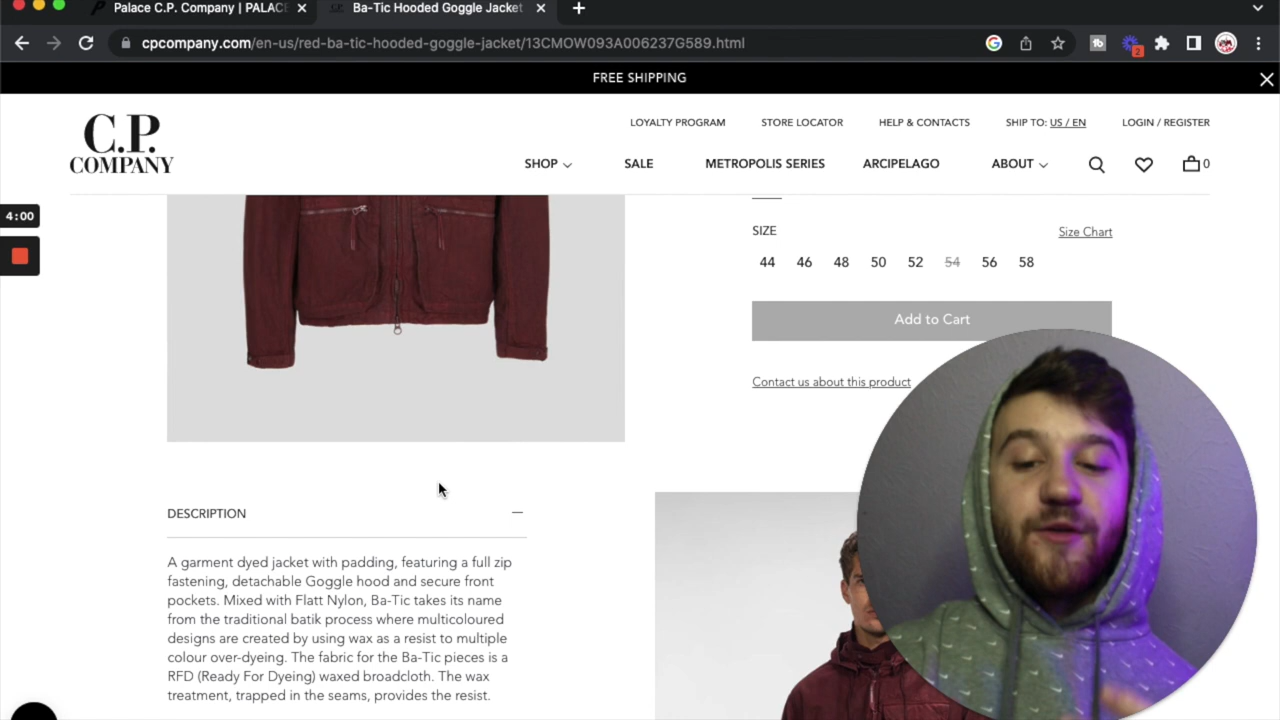 Palace C.P. Company | PALACE
Ba-Tic Hooded Goggle Jacket
cpcompany.com/en-us/red-ba-tic-hooded-goggle-jacket/13CMOW093A006237G589.html
2
FREE SHIPPING
LOYALTY PROGRAM STORE LOCATOR HELP & CONTACTS SHIP TO: US / EN LOGIN / REGISTER
C.P.
COMPANY
SHOP SALE METROPOLIS SERIES ARCIPELAGO ABOUT 0
4:00
SIZE Size Chart
44 46 48 50 52 54 56 58
Add to Cart
Contact us about this product
DESCRIPTION
A garment dyed jacket with padding, featuring a full zip
fastening, detachable Goggle hood and secure front
pockets. Mixed with Flatt Nylon, Ba-Tic takes its name
from the traditional batik process where multicoloured
designs are created by using wax as a resist to multiple
colour over-dyeing. The fabric for the Ba-Tic pieces is a
RFD (Ready For Dyeing) waxed broadcloth. The wax
treatment, trapped in the seams, provides the resist.